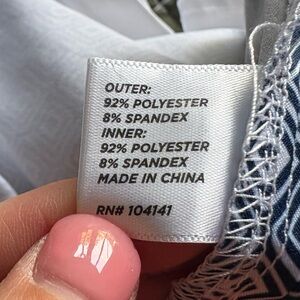 OUTER:
92% POLYESTER
8% SPANDEX
INNER:
92% POLYESTER
8% SPANDEX
MADE IN CHINA
RN# 104141